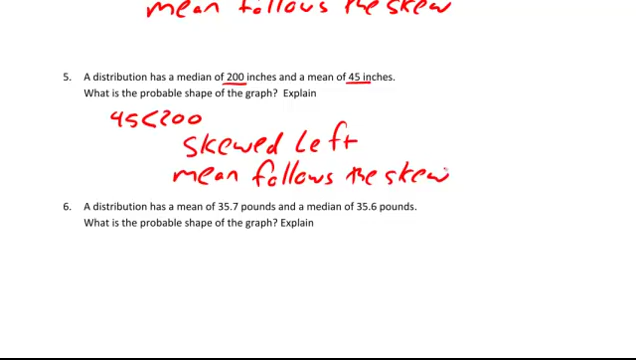 mean follows the skew
5. A distribution has a median of 200 inches and a mean of 45 inches.
What is the probable shape of the graph? Explain
45<200
skewed left
mean follows the skew
6. A distribution has a mean of 35.7 pounds and a median of 35.6 pounds.
What is the probable shape of the graph? Explain